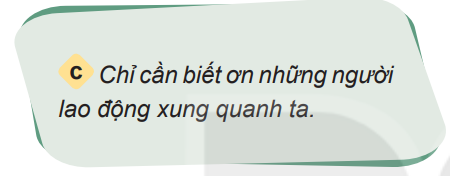 c Chỉ cần biết ơn những người
lao động xung quanh ta.